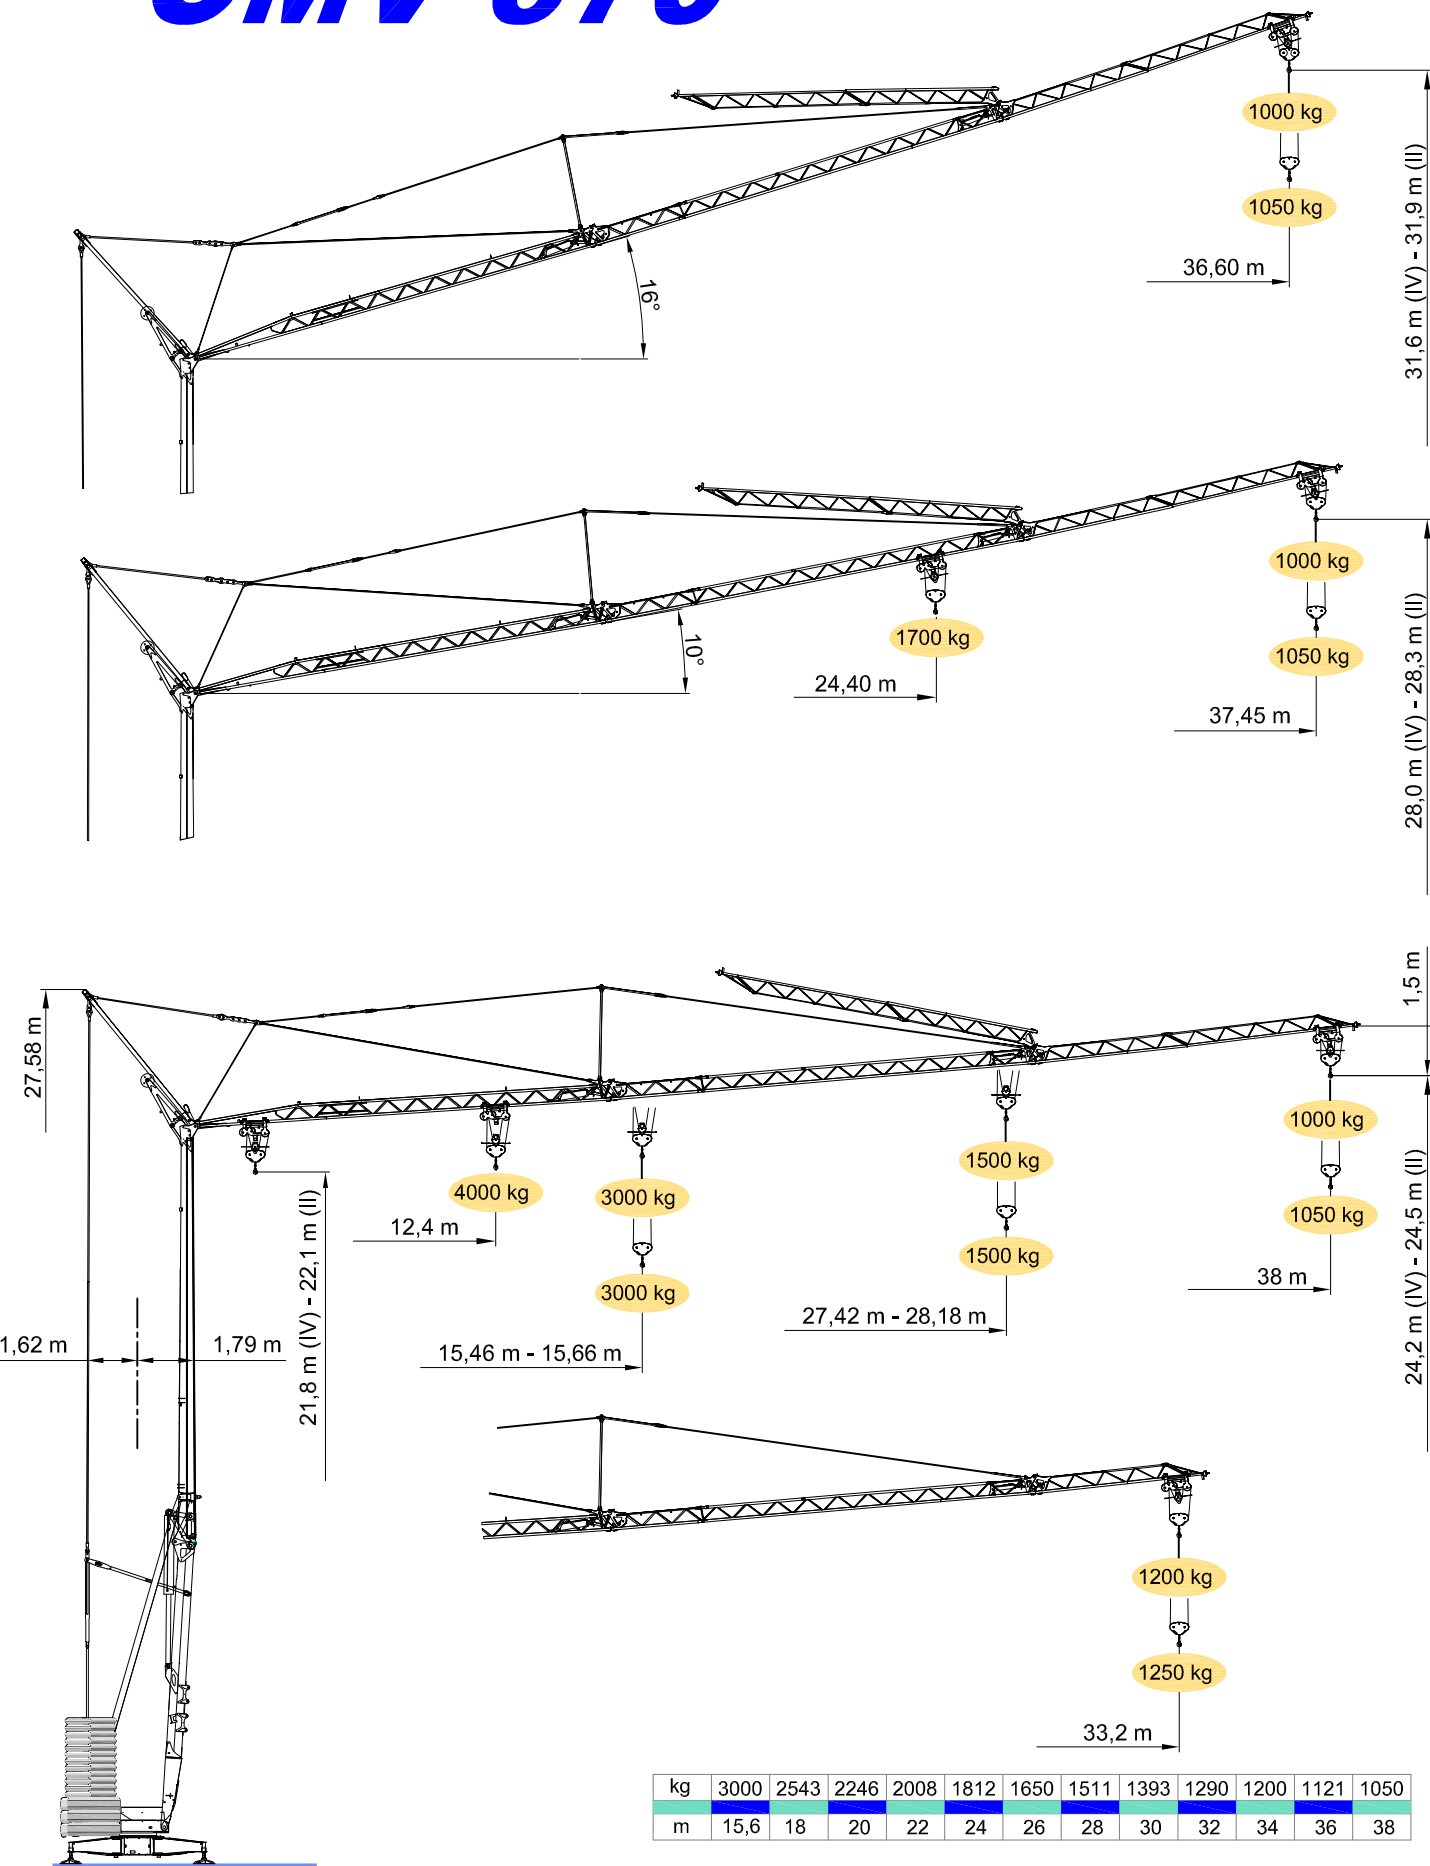 1000 kg
1050 kg
36,60 m
16°
31,6 m (IV) - 31,9 m (II)
1000 kg
1700 kg
1050 kg
10°
24,40 m
37,45 m
28,0 m (IV) - 28,3 m (II)
1,5 m
27,58 m
1000 kg
1500 kg
4000 kg
3000 kg
1050 kg
12,4 m
1500 kg
3000 kg
38 m
24,2 m (IV) - 24,5 m (II)
21,8 m (IV) - 22,1 m (II)
27,42 m - 28,18 m
1,62 m
1,79 m
15,46 m - 15,66 m
1200 kg
1250 kg
33,2 m
kg 3000 2543 2246 2008 1812 1650 1511 1393 1290 1200 1121 1050
m 15,6 18 20 22 24 26 28 30 32 34 36 38